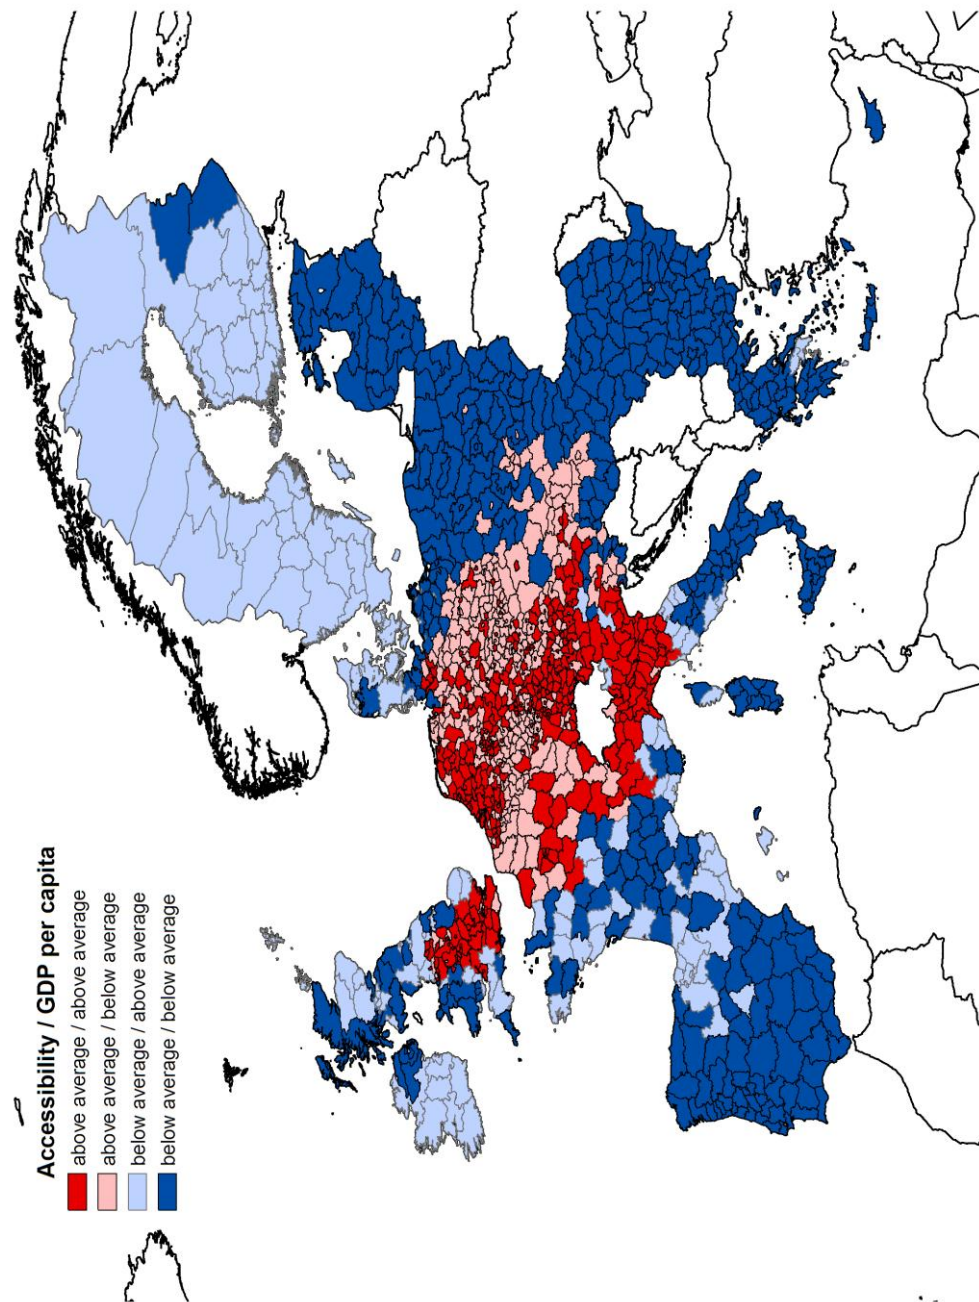 Accessibility / GDP per capita
above average / above average
above average / below average
below average / above average
below average / below average